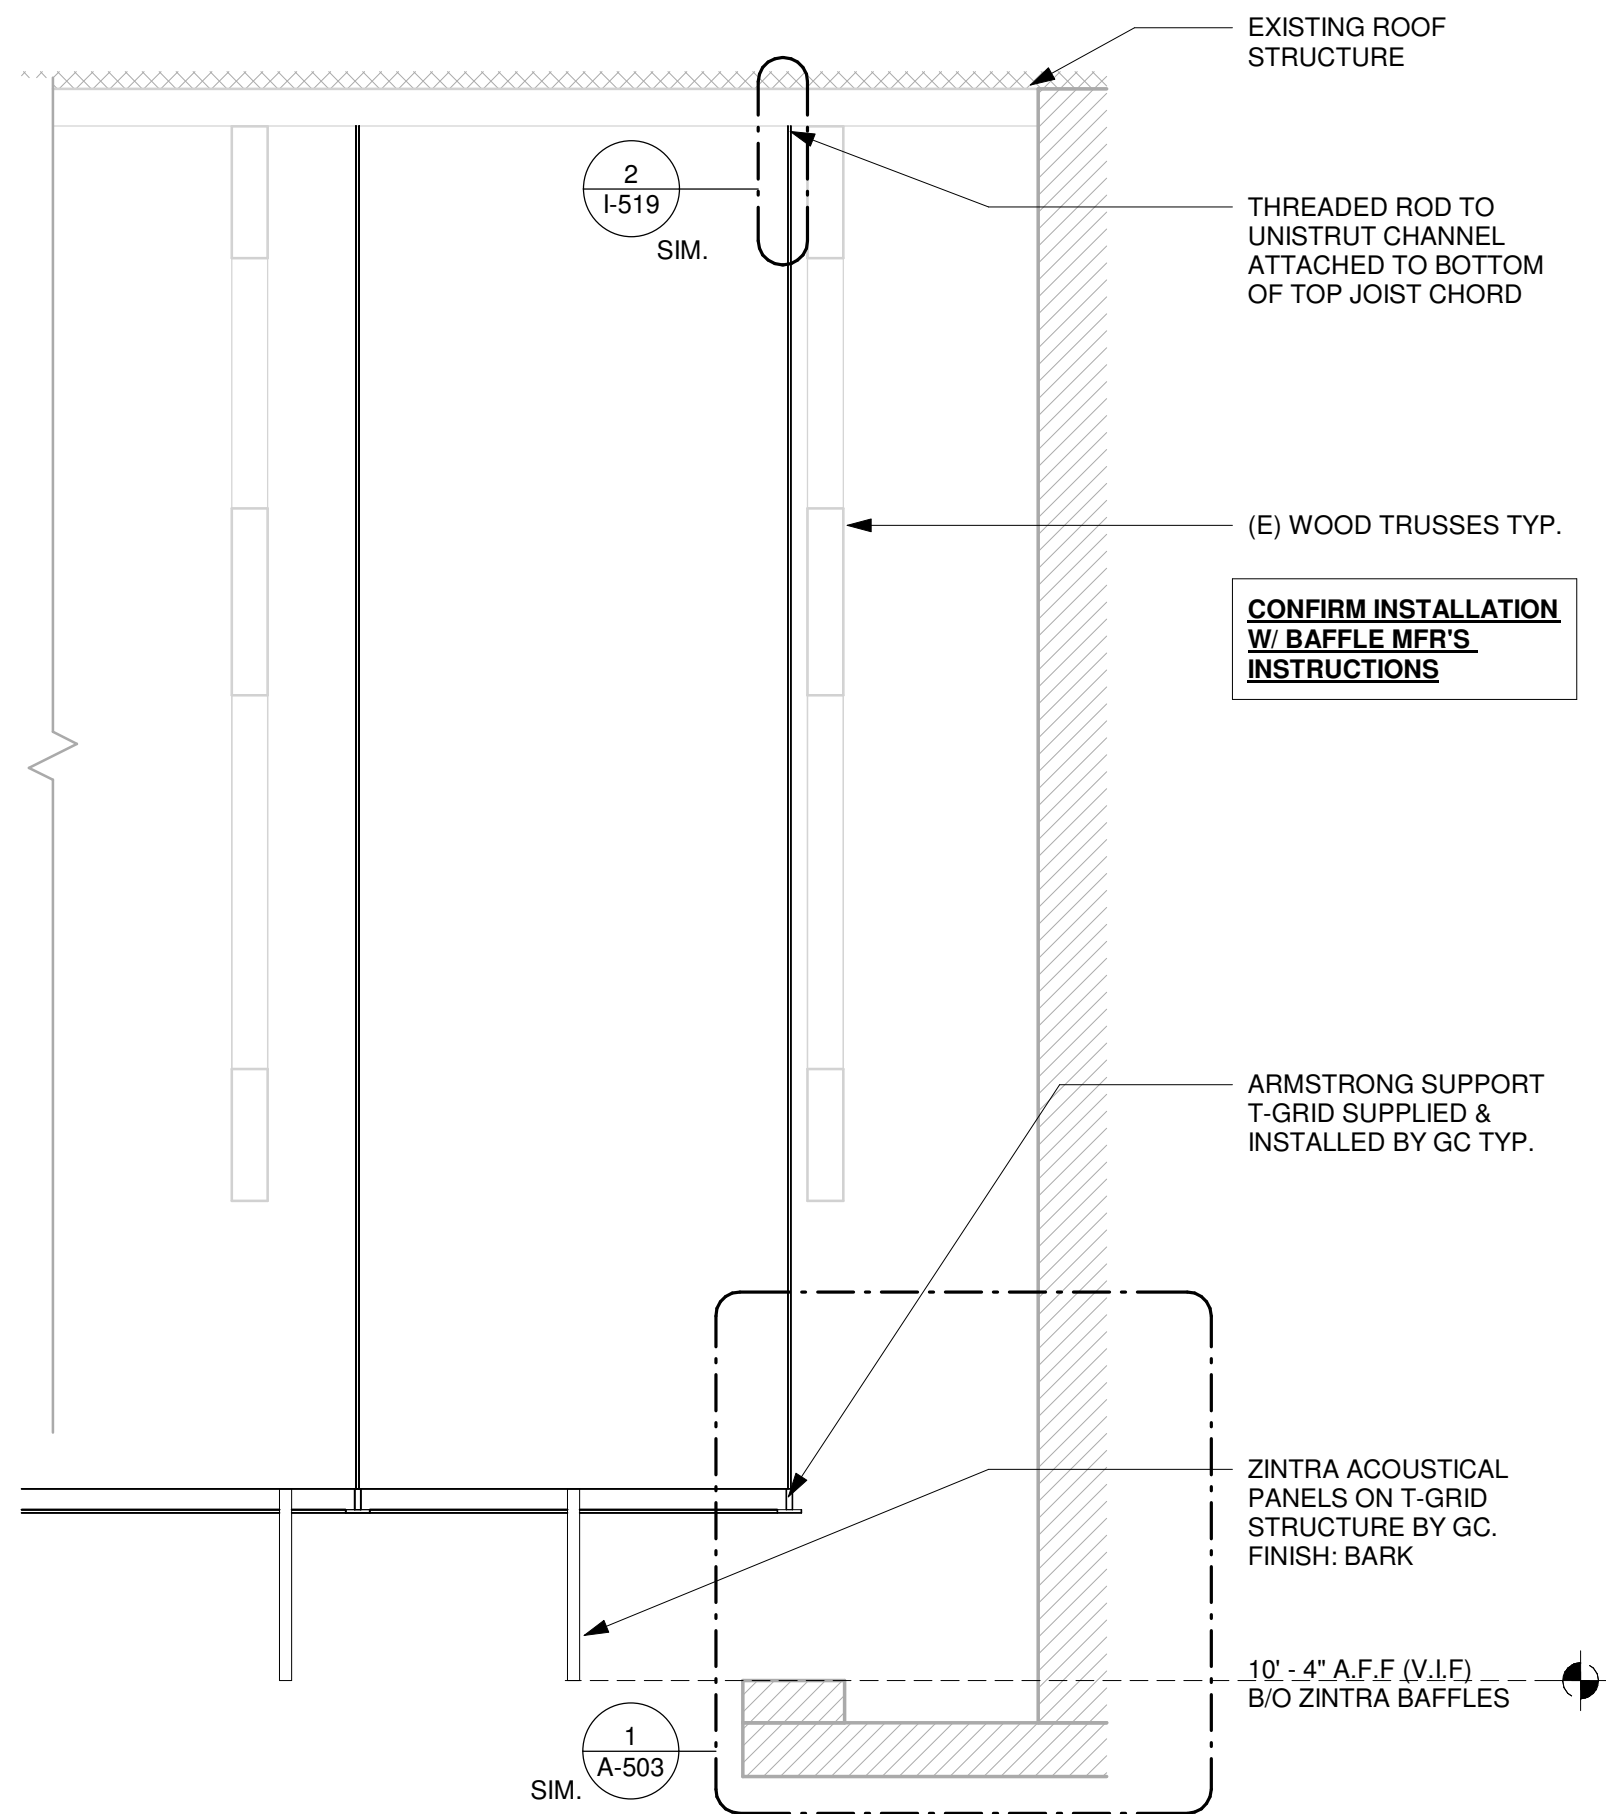 EXISTING ROOF
STRUCTURE
2
I-519
SIM.
THREADED ROD TO
UNISTRUT CHANNEL
ATTACHED TO BOTTOM
OF TOP JOIST CHORD
(E) WOOD TRUSSES TYP.
CONFIRM INSTALLATION
W/ BAFFLE MFR'S
INSTRUCTIONS
ARMSTRONG SUPPORT
T-GRID SUPPLIED &
INSTALLED BY GC TYP.
ZINTRA ACOUSTICAL
PANELS ON T-GRID
STRUCTURE BY GC.
FINISH: BARK
10' - 4" A.F.F (V.I.F)
B/O ZINTRA BAFFLES
1
A-503
SIM.